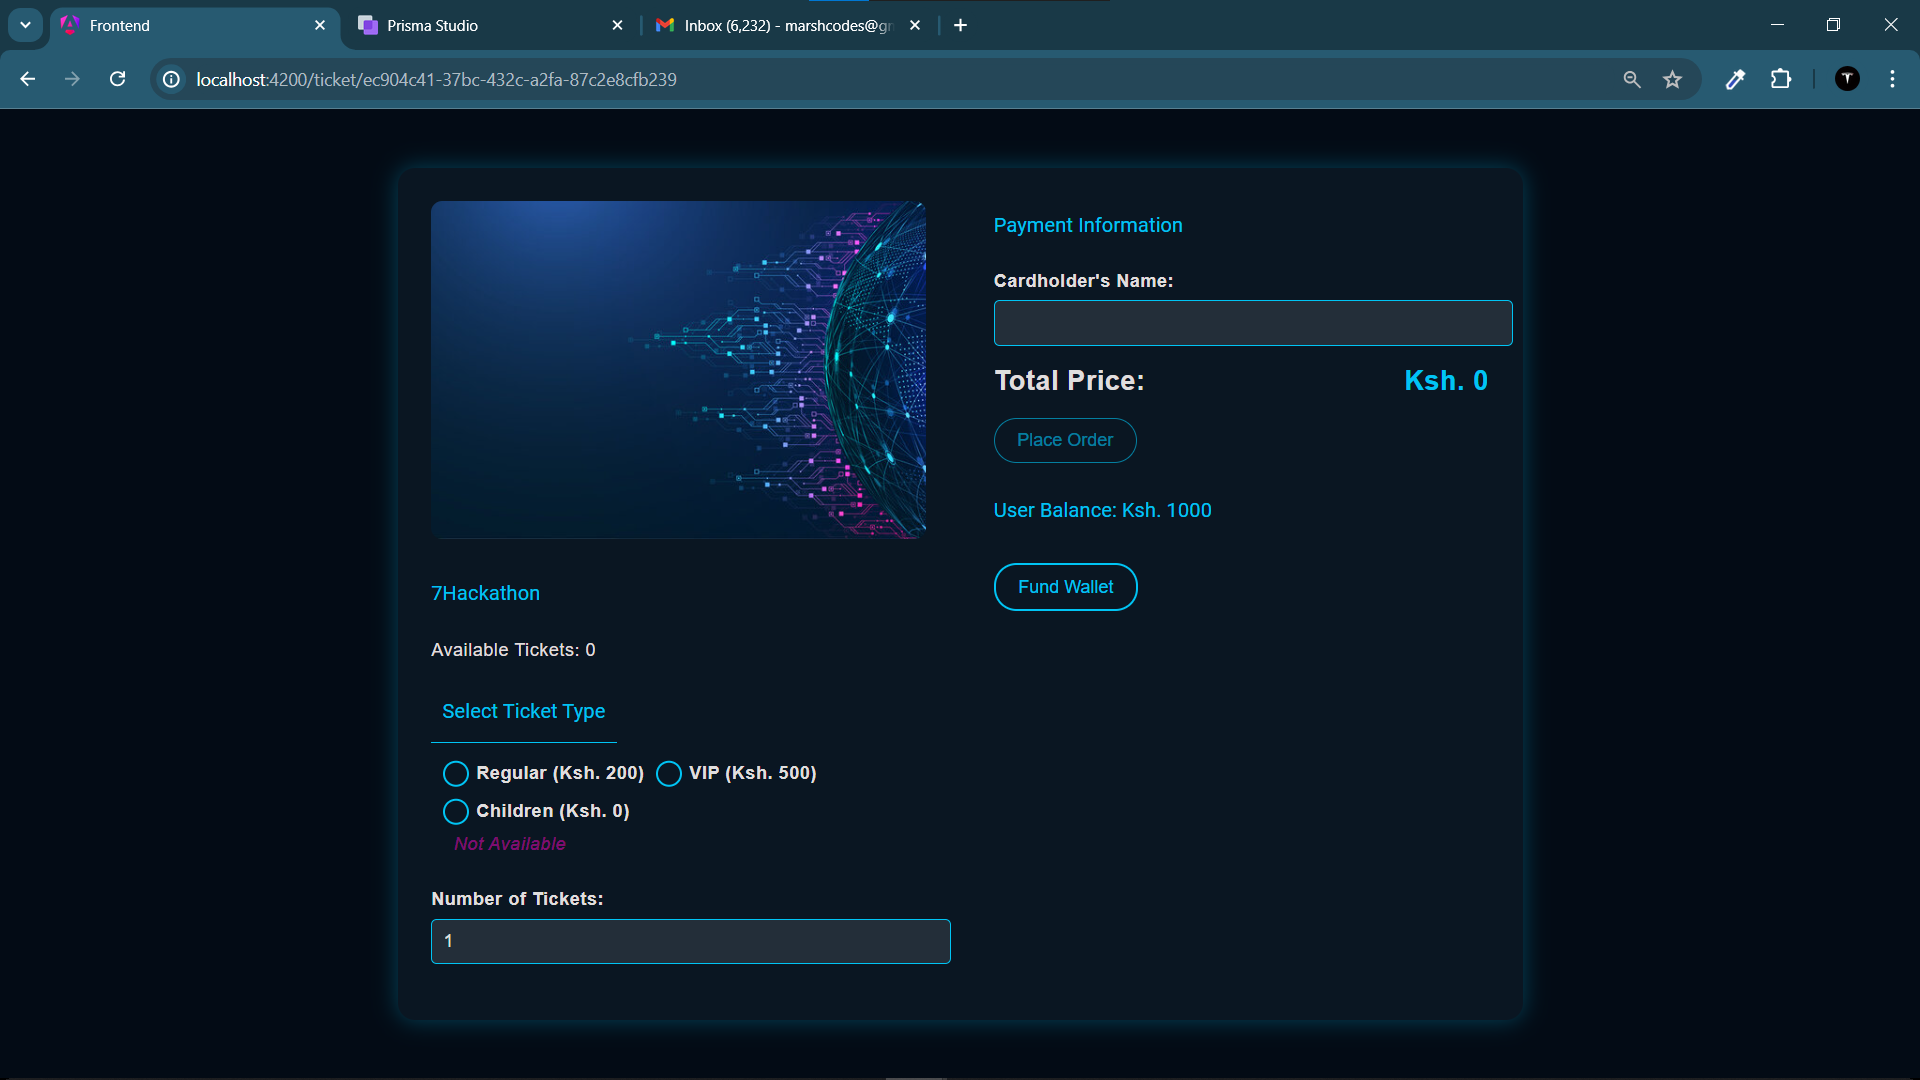 Frontend
Prisma Studio
Inbox (6,232) - marshcodes@gr
localhost:4200/ticket/ec904c41-37bc-432c-a2fa-87c2e8cfb239
Payment Information
Cardholder's Name:
Total Price: Ksh. 0
Place Order
User Balance: Ksh. 1000
Fund Wallet
7Hackathon
Available Tickets: 0
Select Ticket Type
Regular (Ksh. 200) VIP (Ksh. 500)
Children (Ksh. 0)
Not Available
Number of Tickets:
1